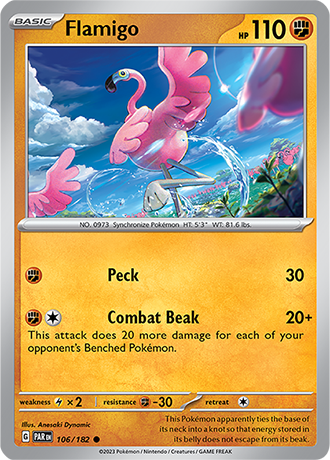 BASIC
Flamigo
HP 110
NO. 0973 Synchronize Pokémon HT: 5'3" WT: 81.6 lbs.
Peck 30
Combat Beak 20+
This attack does 20 more damage for each of your
opponent's Benched Pokémon.
weakness ×2 resistance -30 retreat
Illus. Anesaki Dynamic
This Pokémon apparently ties the base of
its neck into a knot so that energy stored in
its belly does not escape from its beak.
G PAR EN 106/182
©2023 Pokémon / Nintendo / Creatures / GAME FREAK